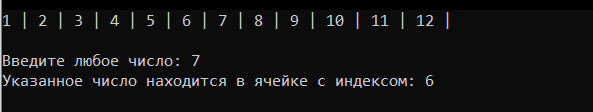 1 | 2 | 3 | 4 | 5 | 6 | 7 | 8 | 9 | 10 | 11 | 12 |
Введите любое число: 7
Указанное число находится в ячейке с индексом: 6